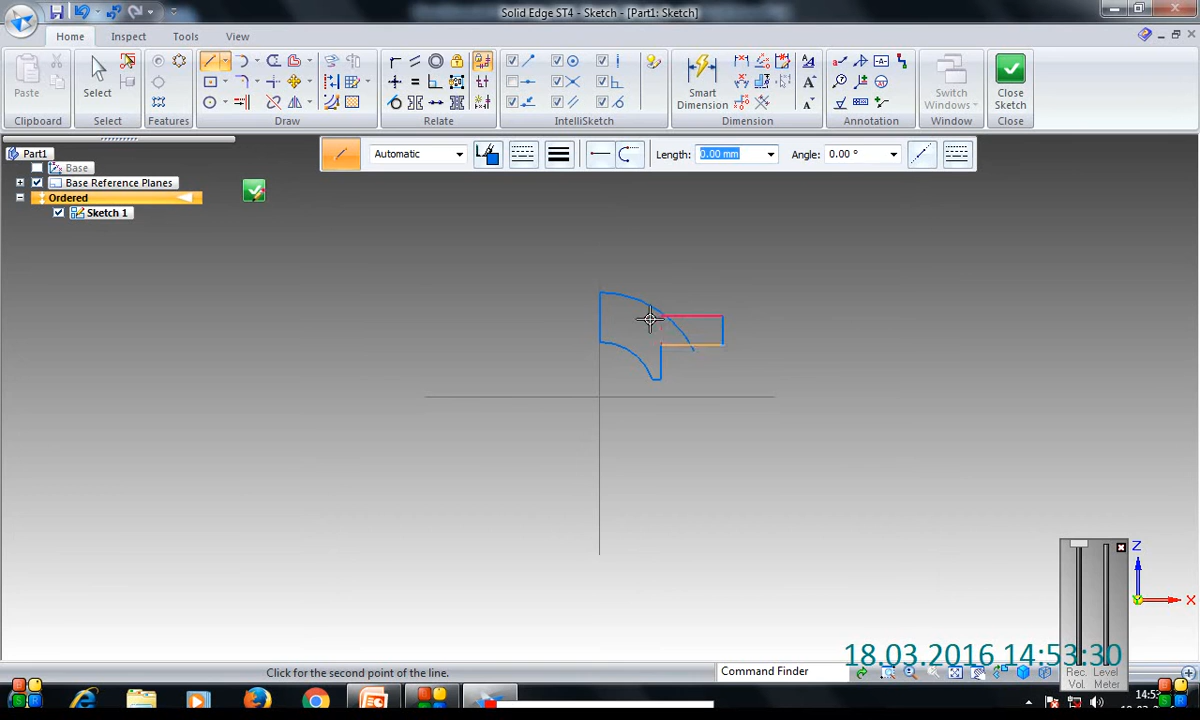 Solid Edge ST4 - Sketch - [Part1: Sketch]
Home
Inspect
Tools
View
Paste
Select
Smart
Dimension
Switch
Windows
Close
Sketch
Clipboard
Select
Features
Draw
Relate
IntelliSketch
Dimension
Annotation
Window
Close
Automatic
Length:
0.00 mm
Angle:
0.00 °
Part1
Base
Base Reference Planes
Ordered
Sketch 1
Z
X
18.03.2016 14:53:30
Rec.
Vol.
Level
Meter
Click for the second point of the line.
Command Finder